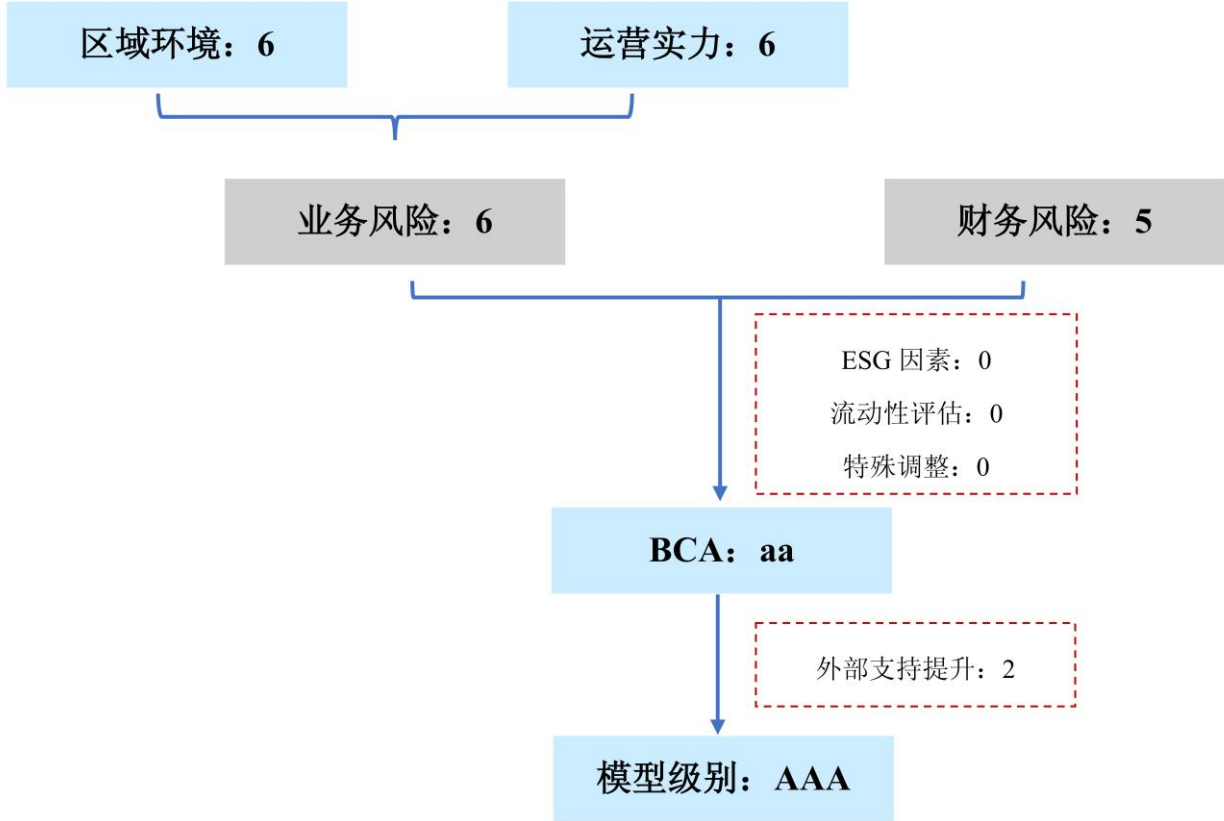 区域环境：6
运营实力：6
业务风险：6
财务风险：5
ESG 因素：0
流动性评估：0
特殊调整：0
BCA：aa
外部支持提升：2
模型级别：AAA